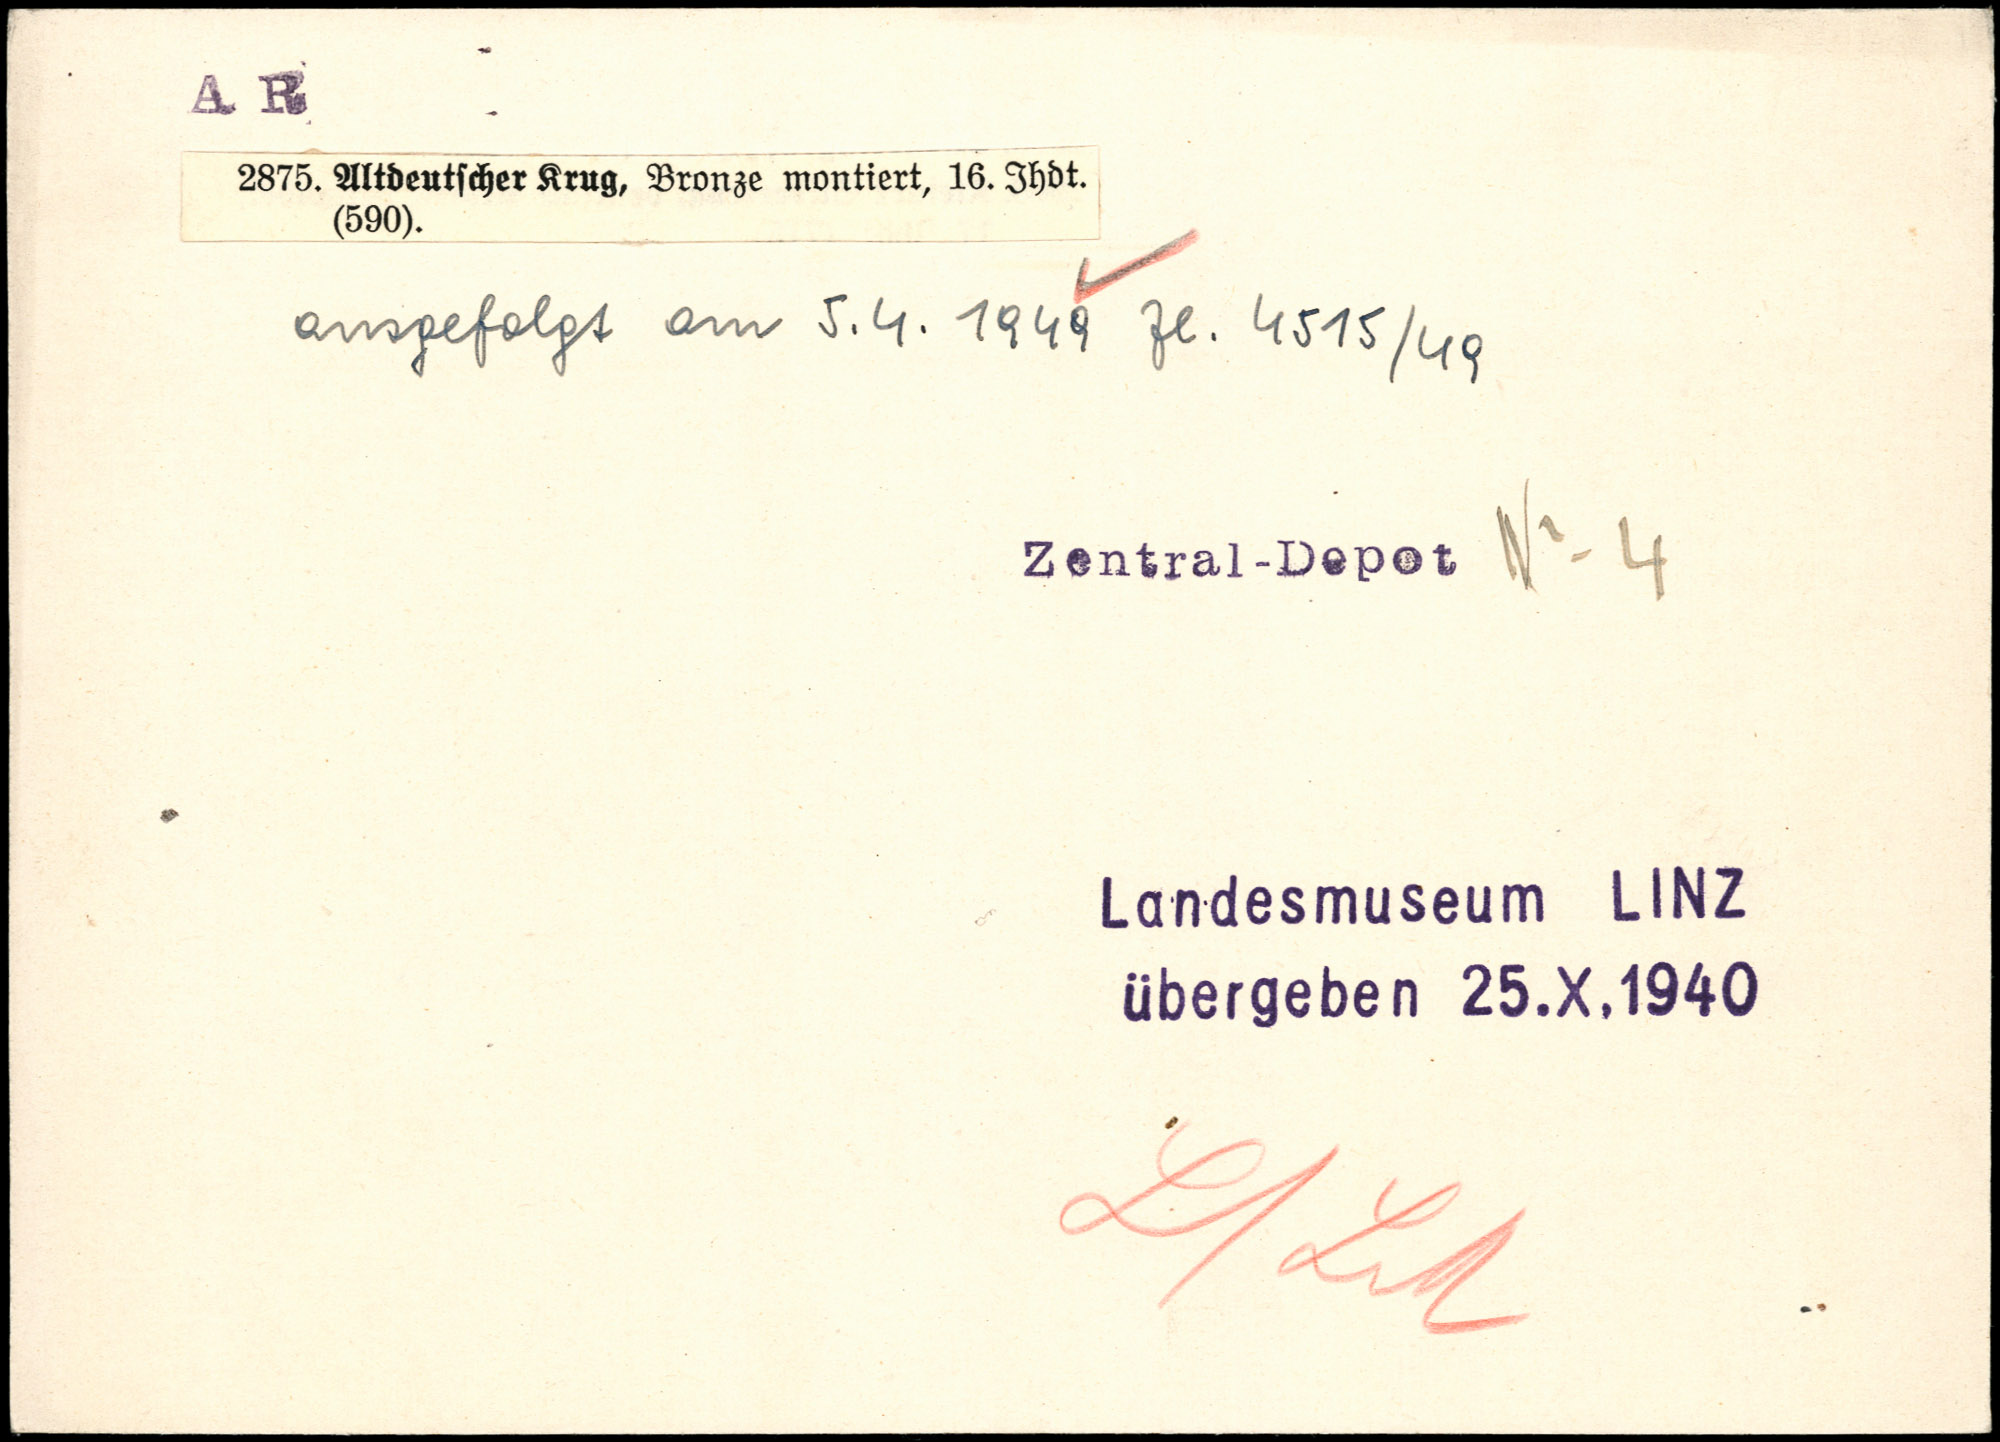 A R
2875. Altdeutſcher Krug, Bronze montiert, 16. Jhdt.
(590).
ausgefolgt am 5.4. 1949 Zl. 4515/49
Zentral-Depot Nr. 4
Landesmuseum LINZ
übergeben 25.X.1940